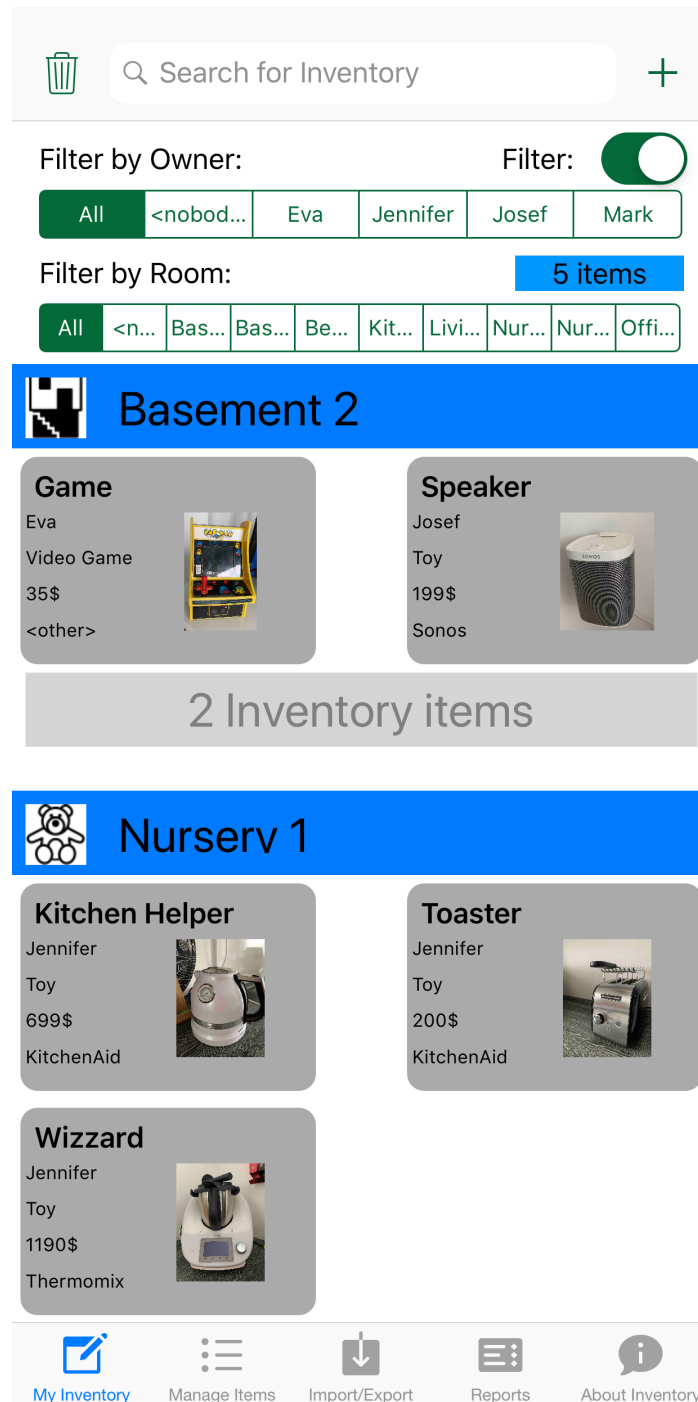 Search for Inventory
Filter by Owner:
Filter:
All
<nobod...
Eva
Jennifer
Josef
Mark
Filter by Room:
5 items
All
<n...
Bas...
Bas...
Be...
Kit...
Livi...
Nur...
Nur...
Offi...
Basement 2
Game
Eva
Video Game
35$
<other>
Speaker
Josef
Toy
199$
Sonos
SONOS
2 Inventory items
Nurserv 1
Kitchen Helper
Jennifer
Toy
699$
KitchenAid
Toaster
Jennifer
Toy
200$
KitchenAid
Wizzard
Jennifer
Toy
1190$
Thermomix
My Inventory
Manage Items
Import/Export
Reports
About Inventory